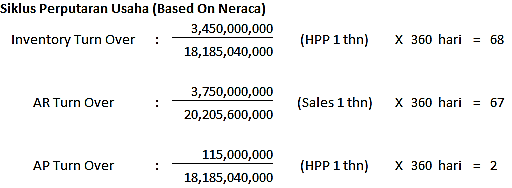 Siklus Perputaran Usaha (Based On Neraca)
3,450,000,000
Inventory Turn Over : (HPP 1 thn) X 360 hari = 68
18,185,040,000
3,750,000,000
AR Turn Over : (Sales 1 thn) X 360 hari = 67
20,205,600,000
115,000,000
AP Turn Over : (HPP 1 thn) X 360 hari = 2
18,185,040,000